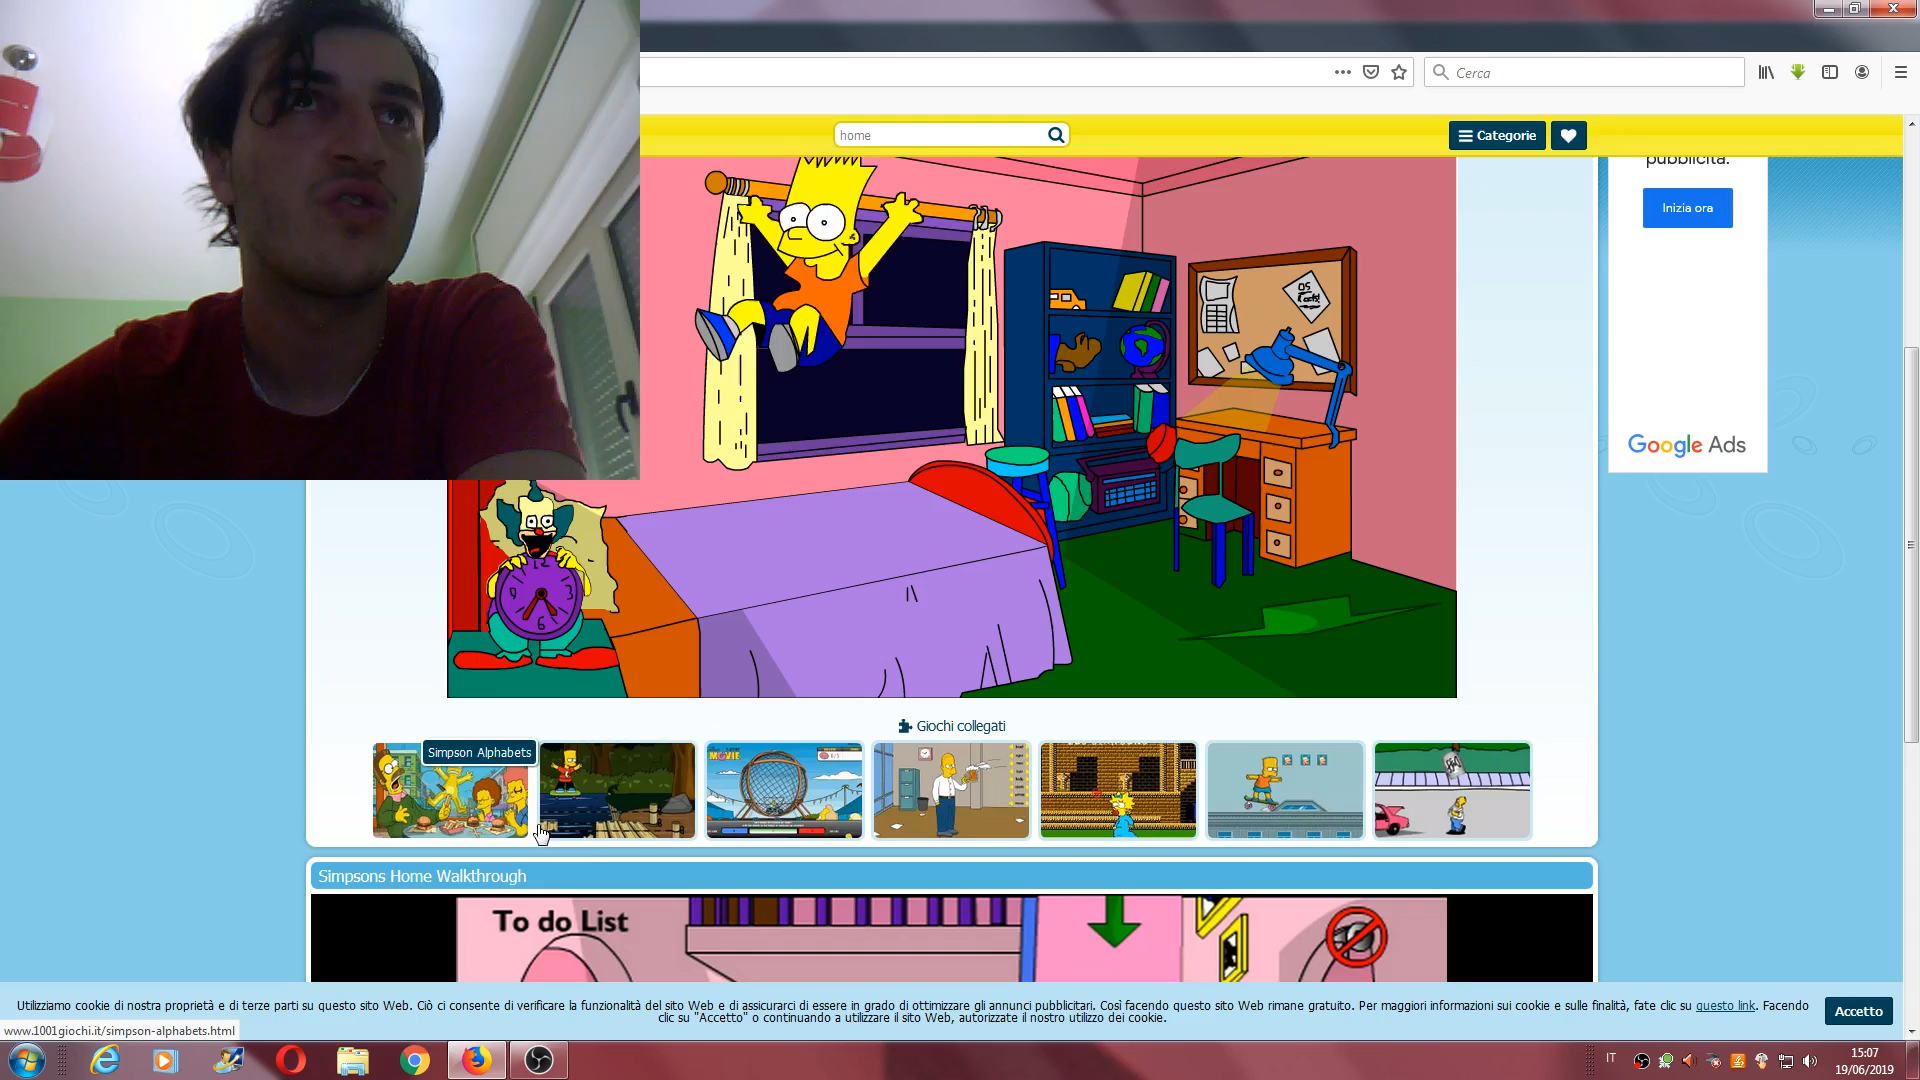 Cerca
home
Categorie
pubblicità.
Inizia ora
Google Ads
12
9
3
6
Giochi collegati
Simpson Alphabets
MOVIE
Simpsons Home Walkthrough
To do List
Utilizziamo cookie di nostra proprietà e di terze parti su questo sito Web. Ciò ci consente di verificare la funzionalità del sito Web e di assicurarci di essere in grado di ottimizzare gli annunci pubblicitari. Così facendo questo sito Web rimane gratuito. Per maggiori informazioni sui cookie e sulle finalità, fate clic su questo link. Facendo
clic su "Accetto" o continuando a utilizzare il sito Web, autorizzate il nostro utilizzo dei cookie.
Accetto
www.1001giochi.it/simpson-alphabets.html
IT
15:07
19/06/2019